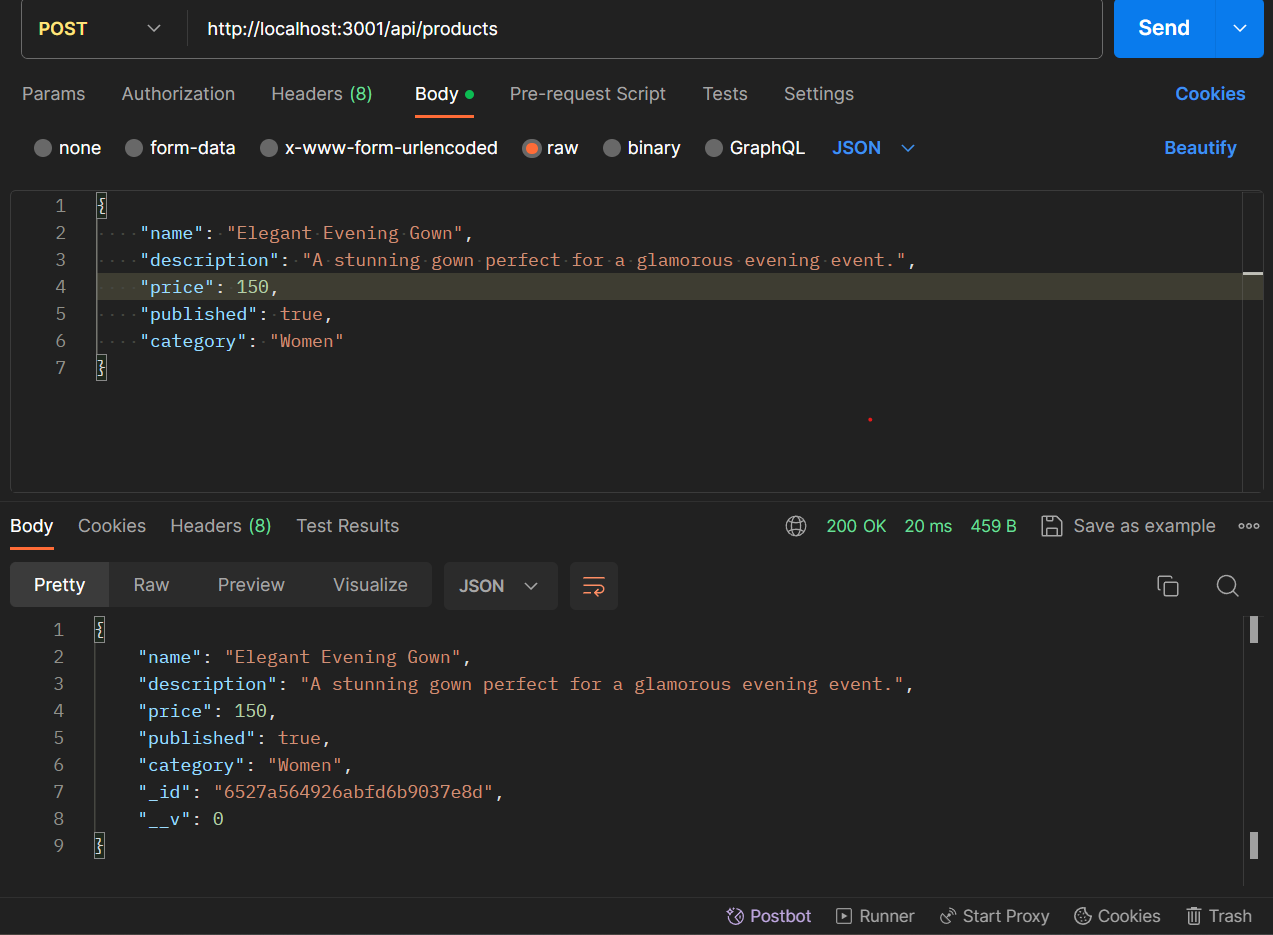 POST http://localhost:3001/api/products Send
Params Authorization Headers (8) Body Pre-request Script Tests Settings Cookies
none form-data x-www-form-urlencoded raw binary GraphQL JSON Beautify
1 {
2 "name": "Elegant Evening Gown",
3 "description": "A stunning gown perfect for a glamorous evening event.",
4 "price": 150,
5 "published": true,
6 "category": "Women"
7 }
Body Cookies Headers (8) Test Results 200 OK 20 ms 459 B Save as example
Pretty Raw Preview Visualize JSON
1 {
2 "name": "Elegant Evening Gown",
3 "description": "A stunning gown perfect for a glamorous evening event.",
4 "price": 150,
5 "published": true,
6 "category": "Women",
7 "_id": "6527a564926abfd6b9037e8d",
8 "__v": 0
9 }
Postbot Runner Start Proxy Cookies Trash